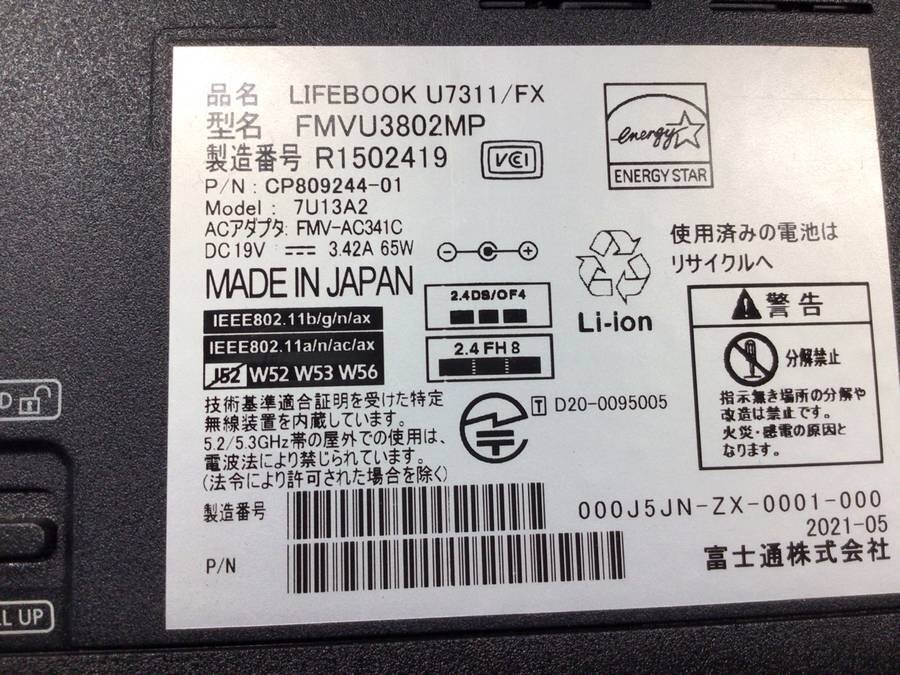 品名 LIFEBOOK U7311/FX
型名 FMVU3802MP
製造番号 R1502419
VCCI
P/N : CP809244-01
Model : 7U13A2
ACアダプタ: FMV-AC341C
DC 19V 3.42A 65W
MADE IN JAPAN
energy
ENERGY STAR
使用済みの電池は
リサイクルへ
Li-ion
IEEE802.11b/g/n/ax
IEEE802.11a/n/ac/ax
J52 W52 W53 W56
2.4DS/OF4
2.4 FH 8
警告
分解禁止
指示無き場所の分解や
改造は禁止です。
火災・感電の原因と
なります。
技術基準適合証明を受けた特定
無線装置を内蔵しています。
5.2/5.3GHz帯の屋外での使用は、
電波法により禁じられています。
(法令により許可された場合を除く)
T D20-0095005
製造番号
P/N
000J5JN-ZX-0001-000
2021-05
富士通株式会社